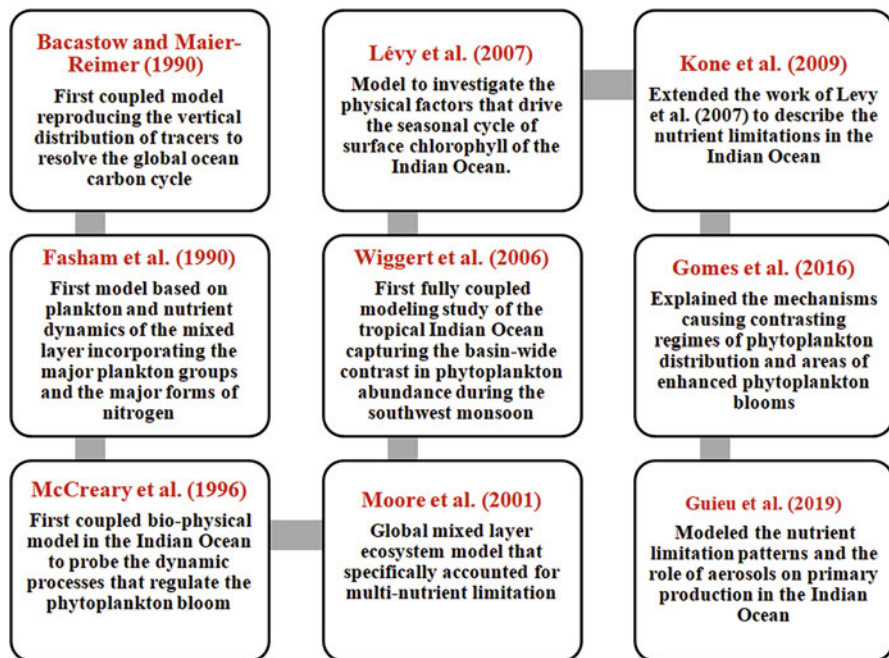 Bacastow and Maier-
Reimer (1990)
First coupled model
reproducing the vertical
distribution of tracers to
resolve the global ocean
carbon cycle
Fasham et al. (1990)
First model based on
plankton and nutrient
dynamics of the mixed
layer incorporating the
major plankton groups
and the major forms of
nitrogen
McCreary et al. (1996)
First coupled bio-physical
model in the Indian Ocean
to probe the dynamic
processes that regulate the
phytoplankton bloom
Moore et al. (2001)
Global mixed layer
ecosystem model that
specifically accounted for
multi-nutrient limitation
Wiggert et al. (2006)
First fully coupled
modeling study of the
tropical Indian Ocean
capturing the basin-wide
contrast in phytoplankton
abundance during the
southwest monsoon
Lévy et al. (2007)
Model to investigate the
physical factors that drive
the seasonal cycle of
surface chlorophyll of the
Indian Ocean.
Kone et al. (2009)
Extended the work of Levy
et al. (2007) to describe the
nutrient limitations in the
Indian Ocean
Gomes et al. (2016)
Explained the mechanisms
causing contrasting
regimes of phytoplankton
distribution and areas of
enhanced phytoplankton
blooms
Guieu et al. (2019)
Modeled the nutrient
limitation patterns and the
role of aerosols on primary
production in the Indian
Ocean